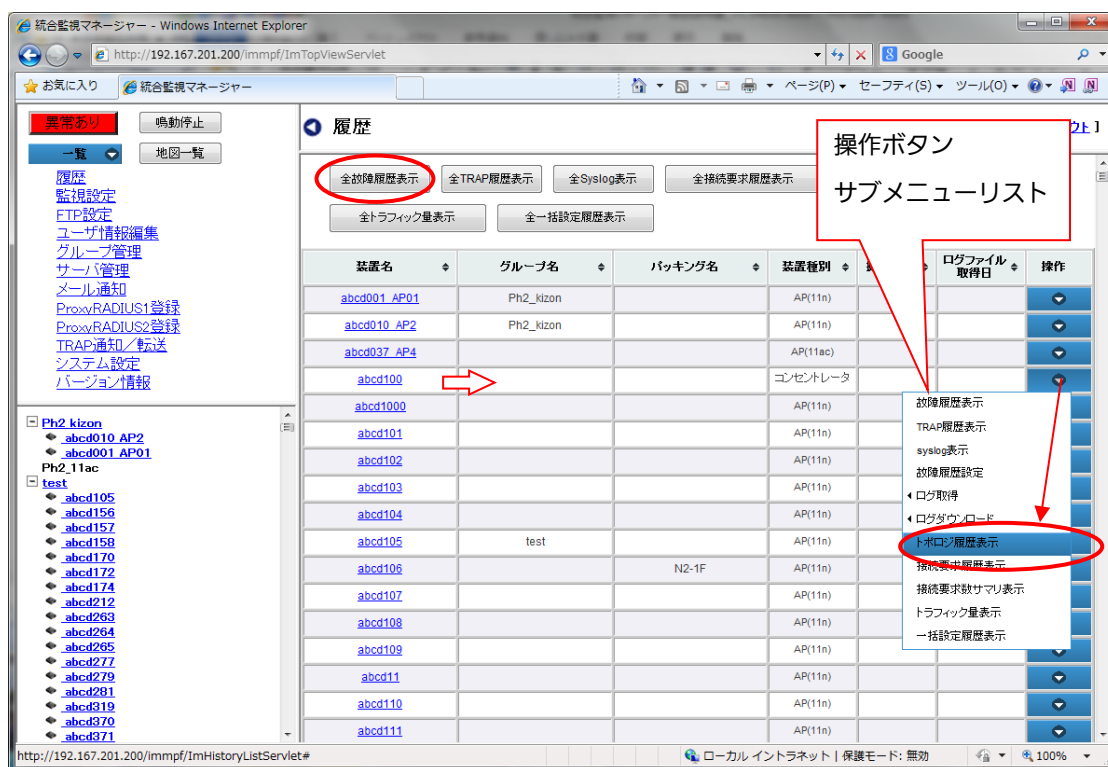 統合監視マネージャー - Windows Internet Explorer
http://192.167.201.200/immpf/ImTopViewServlet
Google
お気に入り
統合監視マネージャー
ページ(P)
セーフティ(S)
ツール(O)
異常あり
鳴動停止
一覧
地図一覧
履歴
監視設定
FTP設定
ユーザ情報編集
グループ管理
サーバ管理
メール通知
ProxyRADIUS1登録
ProxyRADIUS2登録
TRAP通知/転送
システム設定
バージョン情報
Ph2_kizon
abcd010_AP2
abcd001_AP01
Ph2_11ac
test
abcd105
abcd156
abcd157
abcd158
abcd170
abcd172
abcd174
abcd212
abcd263
abcd264
abcd265
abcd277
abcd279
abcd281
abcd319
abcd370
abcd371
履歴
ウト ]
操作ボタン
サブメニューリスト
全故障履歴表示
全TRAP履歴表示
全Syslog表示
全接続要求履歴表示
全トラフィック量表示
全一括設定履歴表示
装置名 グループ名 パッキング名 装置種別 ログファイル取得日 操作
abcd001_AP01 Ph2_kizon AP(11n)
abcd010_AP2 Ph2_kizon AP(11n)
abcd037_AP4 AP(11ac)
abcd100 コンセントレータ
abcd1000 AP(11n)
abcd101 AP(11n)
abcd102 AP(11n)
abcd103 AP(11n)
abcd104 AP(11n)
abcd105 test AP(11n)
abcd106 N2-1F AP(11n)
abcd107 AP(11n)
abcd108 AP(11n)
abcd109 AP(11n)
abcd11 AP(11n)
abcd110 AP(11n)
abcd111 AP(11n)
故障履歴表示
TRAP履歴表示
syslog表示
故障履歴設定
ログ取得
ログダウンロード
トポロジ履歴表示
接続要求履歴表示
接続要求数サマリ表示
トラフィック量表示
一括設定履歴表示
http://192.167.201.200/immpf/ImHistoryListServlet#
ローカル イントラネット | 保護モード: 無効
100%